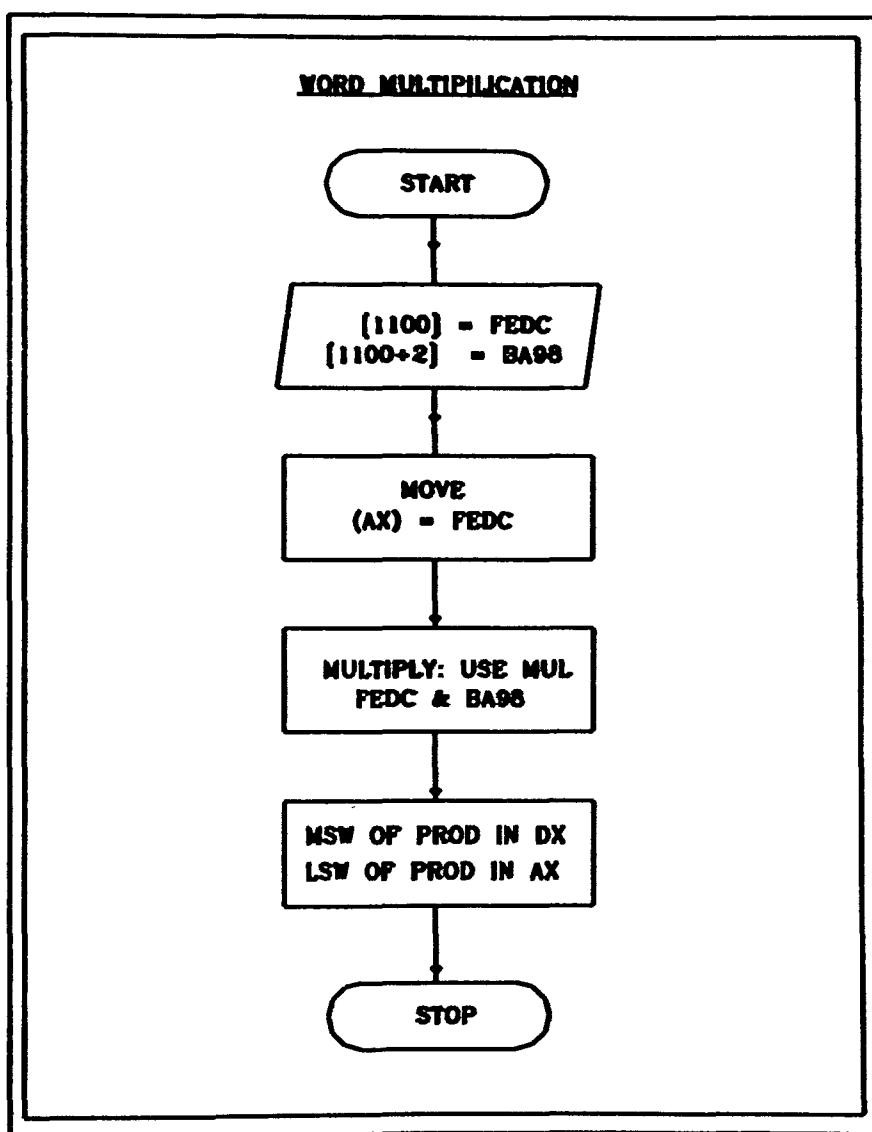 WORD MULTIPILICATION
START
[1100] = FEDC
[1100+2] = BA98
MOVE
(AX) = FEDC
MULTIPLY: USE MUL
FEDC & BA98
MSW OF PROD IN DX
LSW OF PROD IN AX
STOP